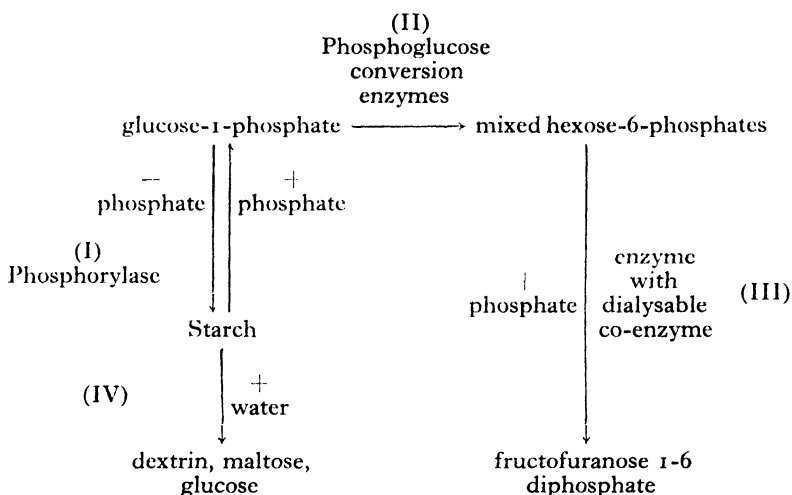 (II)
Phosphoglucose
conversion
enzymes
glucose-1-phosphate
mixed hexose-6-phosphates
− +
phosphate phosphate
(I)
Phosphorylase
enzyme
with
dialysable
co-enzyme
(III)
phosphate
Starch
(IV)
+
water
dextrin, maltose,
glucose
fructofuranose 1-6
diphosphate